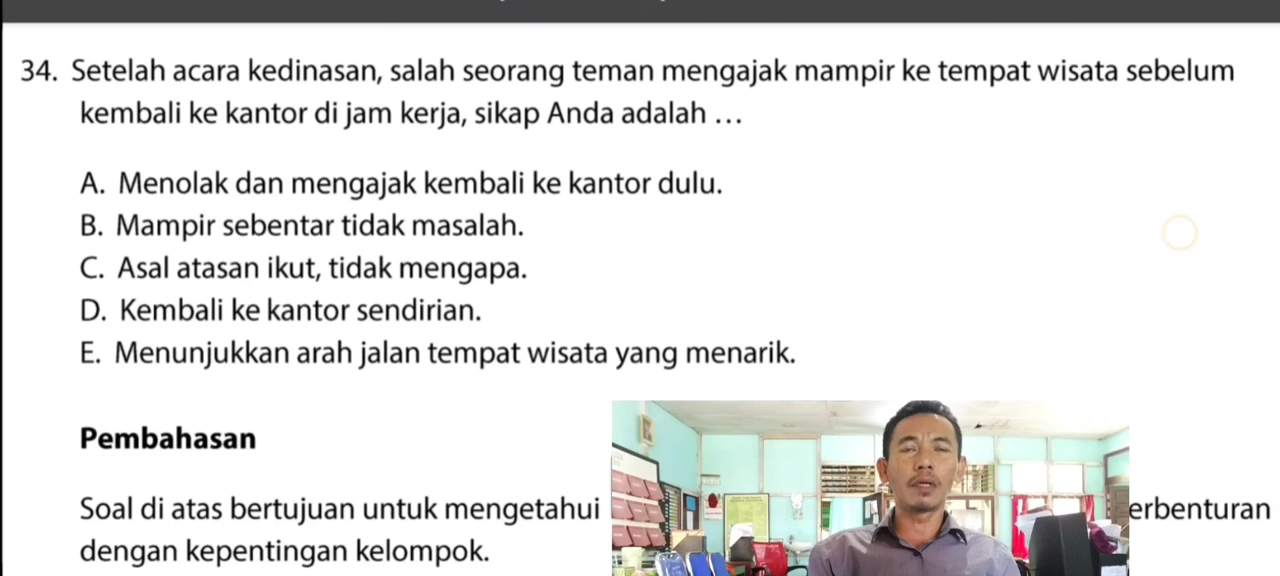 34. Setelah acara kedinasan, salah seorang teman mengajak mampir ke tempat wisata sebelum
kembali ke kantor di jam kerja, sikap Anda adalah ...
A. Menolak dan mengajak kembali ke kantor dulu.
B. Mampir sebentar tidak masalah.
C. Asal atasan ikut, tidak mengapa.
D. Kembali ke kantor sendirian.
E. Menunjukkan arah jalan tempat wisata yang menarik.
Pembahasan
Soal di atas bertujuan untuk mengetahui erbenturan
dengan kepentingan kelompok.